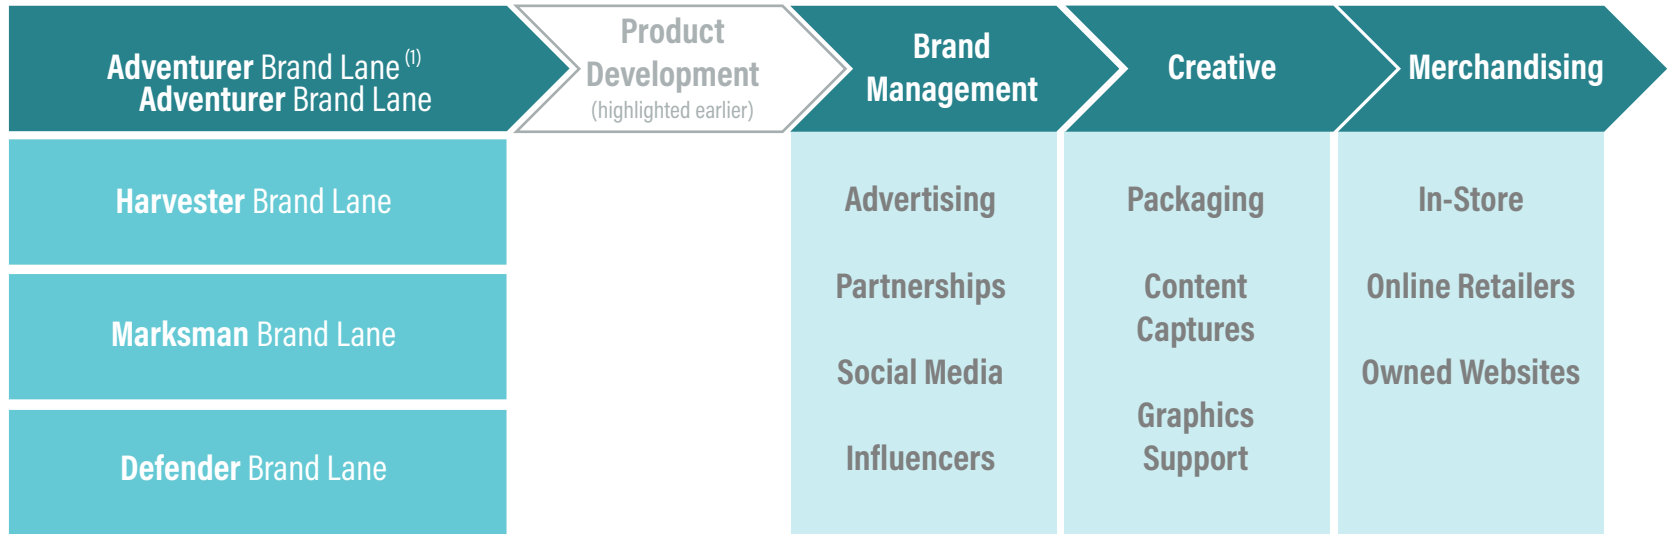 Adventurer Brand Lane (1)
Adventurer Brand Lane
Product
Development
(highlighted earlier)
Brand
Management
Creative
Merchandising
Harvester Brand Lane
Marksman Brand Lane
Defender Brand Lane
Advertising
Partnerships
Social Media
Influencers
Packaging
Content
Captures
Graphics
Support
In-Store
Online Retailers
Owned Websites